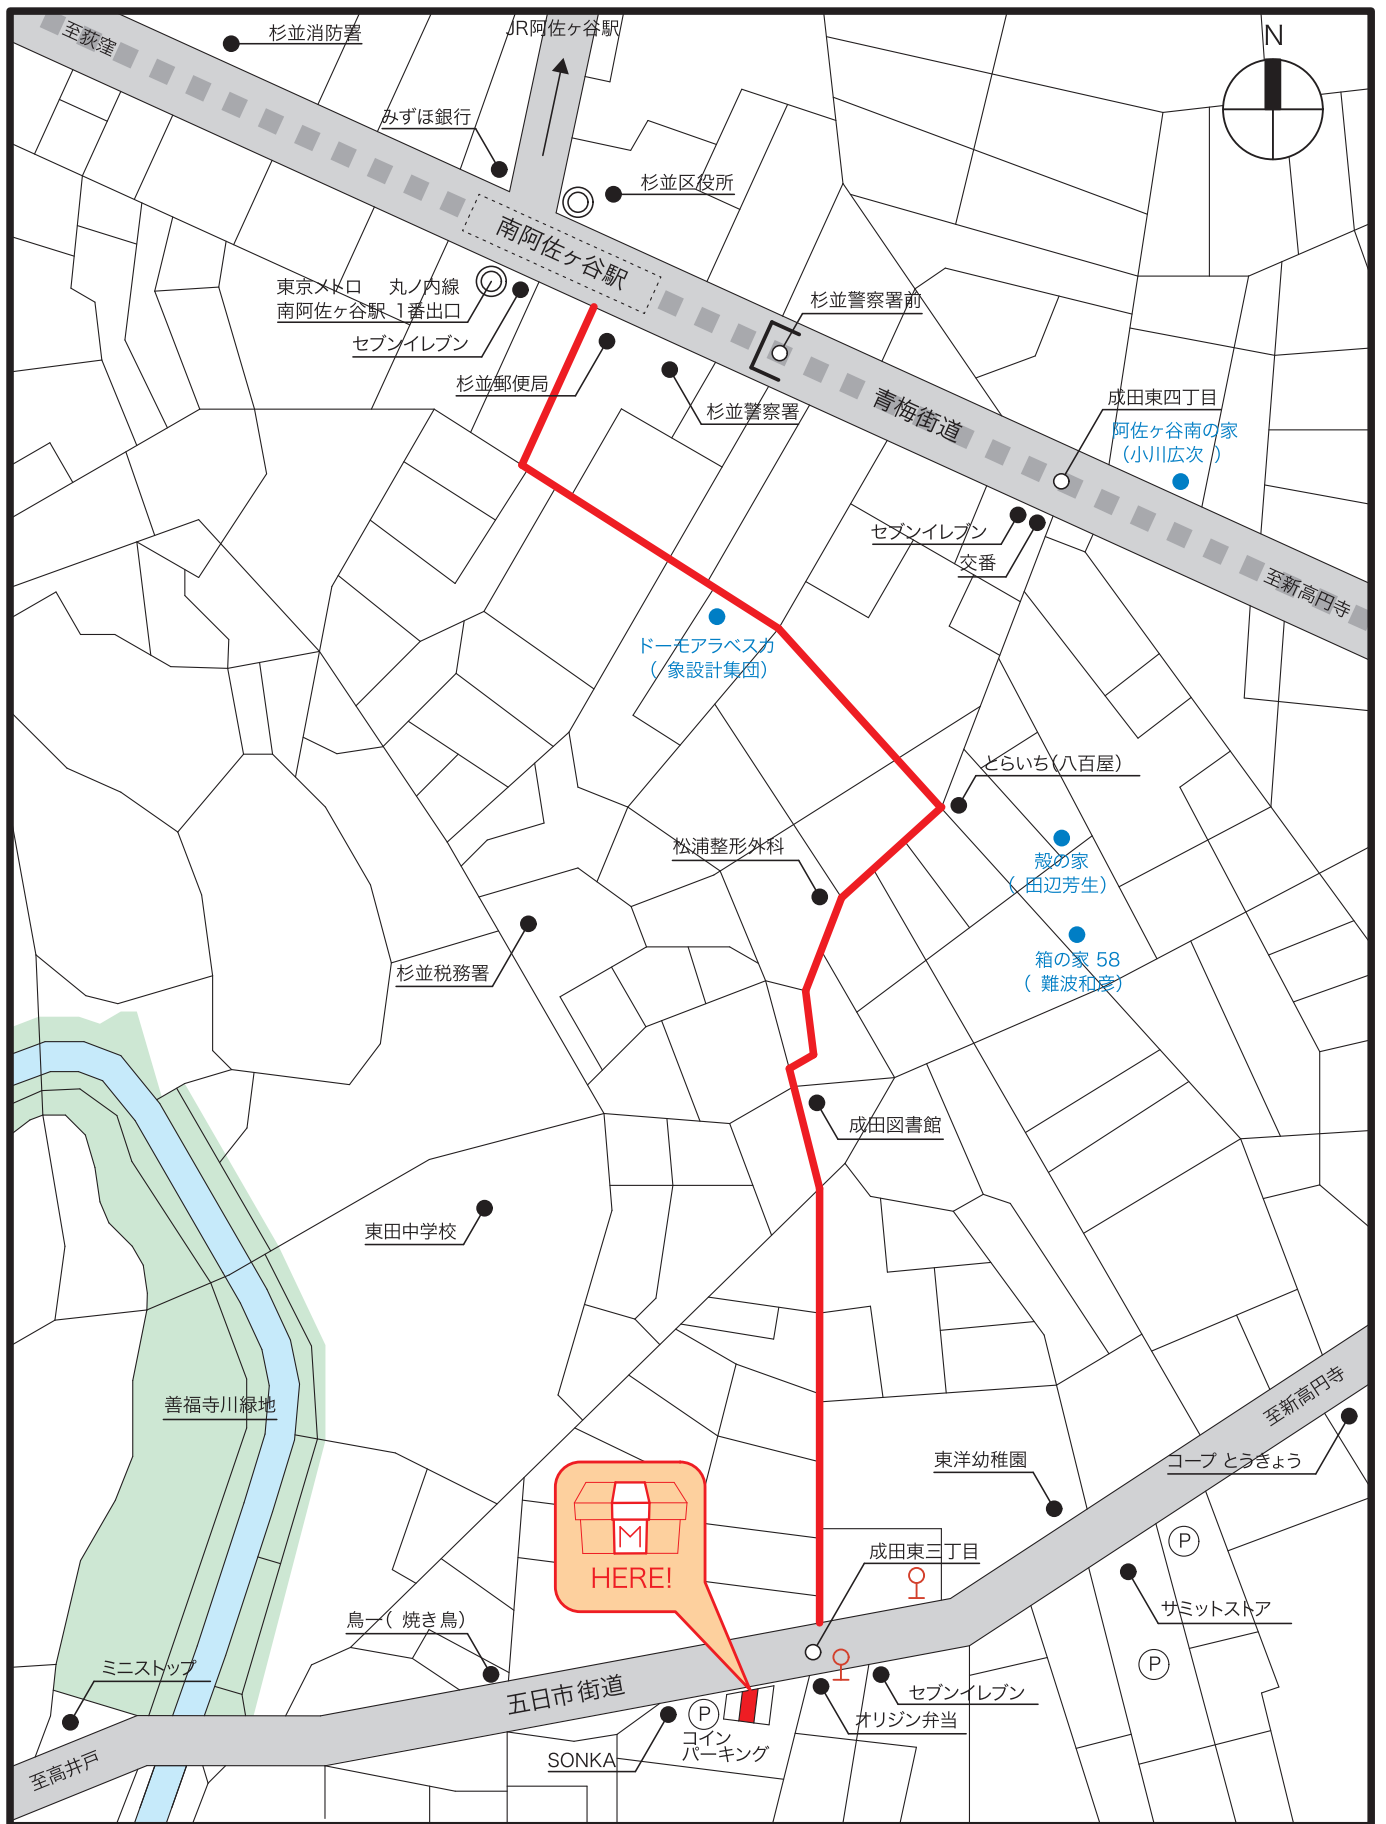 至荻窪
杉並消防署
JR阿佐ヶ谷駅
N
みずほ銀行
杉並区役所
南阿佐ヶ谷駅
東京メトロ 丸ノ内線
南阿佐ヶ谷駅 1番出口
セブンイレブン
杉並警察署前
杉並郵便局
杉並警察署
青梅街道
成田東四丁目
阿佐ヶ谷南の家
(小川広次 )
セブンイレブン
交番
至新高円寺
ドーモアラベスカ
( 象設計集団)
とらいち(八百屋)
松浦整形外科
殻の家
( 田辺芳生)
杉並税務署
箱の家 58
( 難波和彦)
成田図書館
東田中学校
善福寺川緑地
至新高円寺
東洋幼稚園
コープ とうきょう
P
M
HERE!
成田東三丁目
サミットストア
鳥一( 焼き鳥)
P
ミニストップ
五日市街道
セブンイレブン
P
オリジン弁当
コイン
パーキング
SONKA
至高井戸